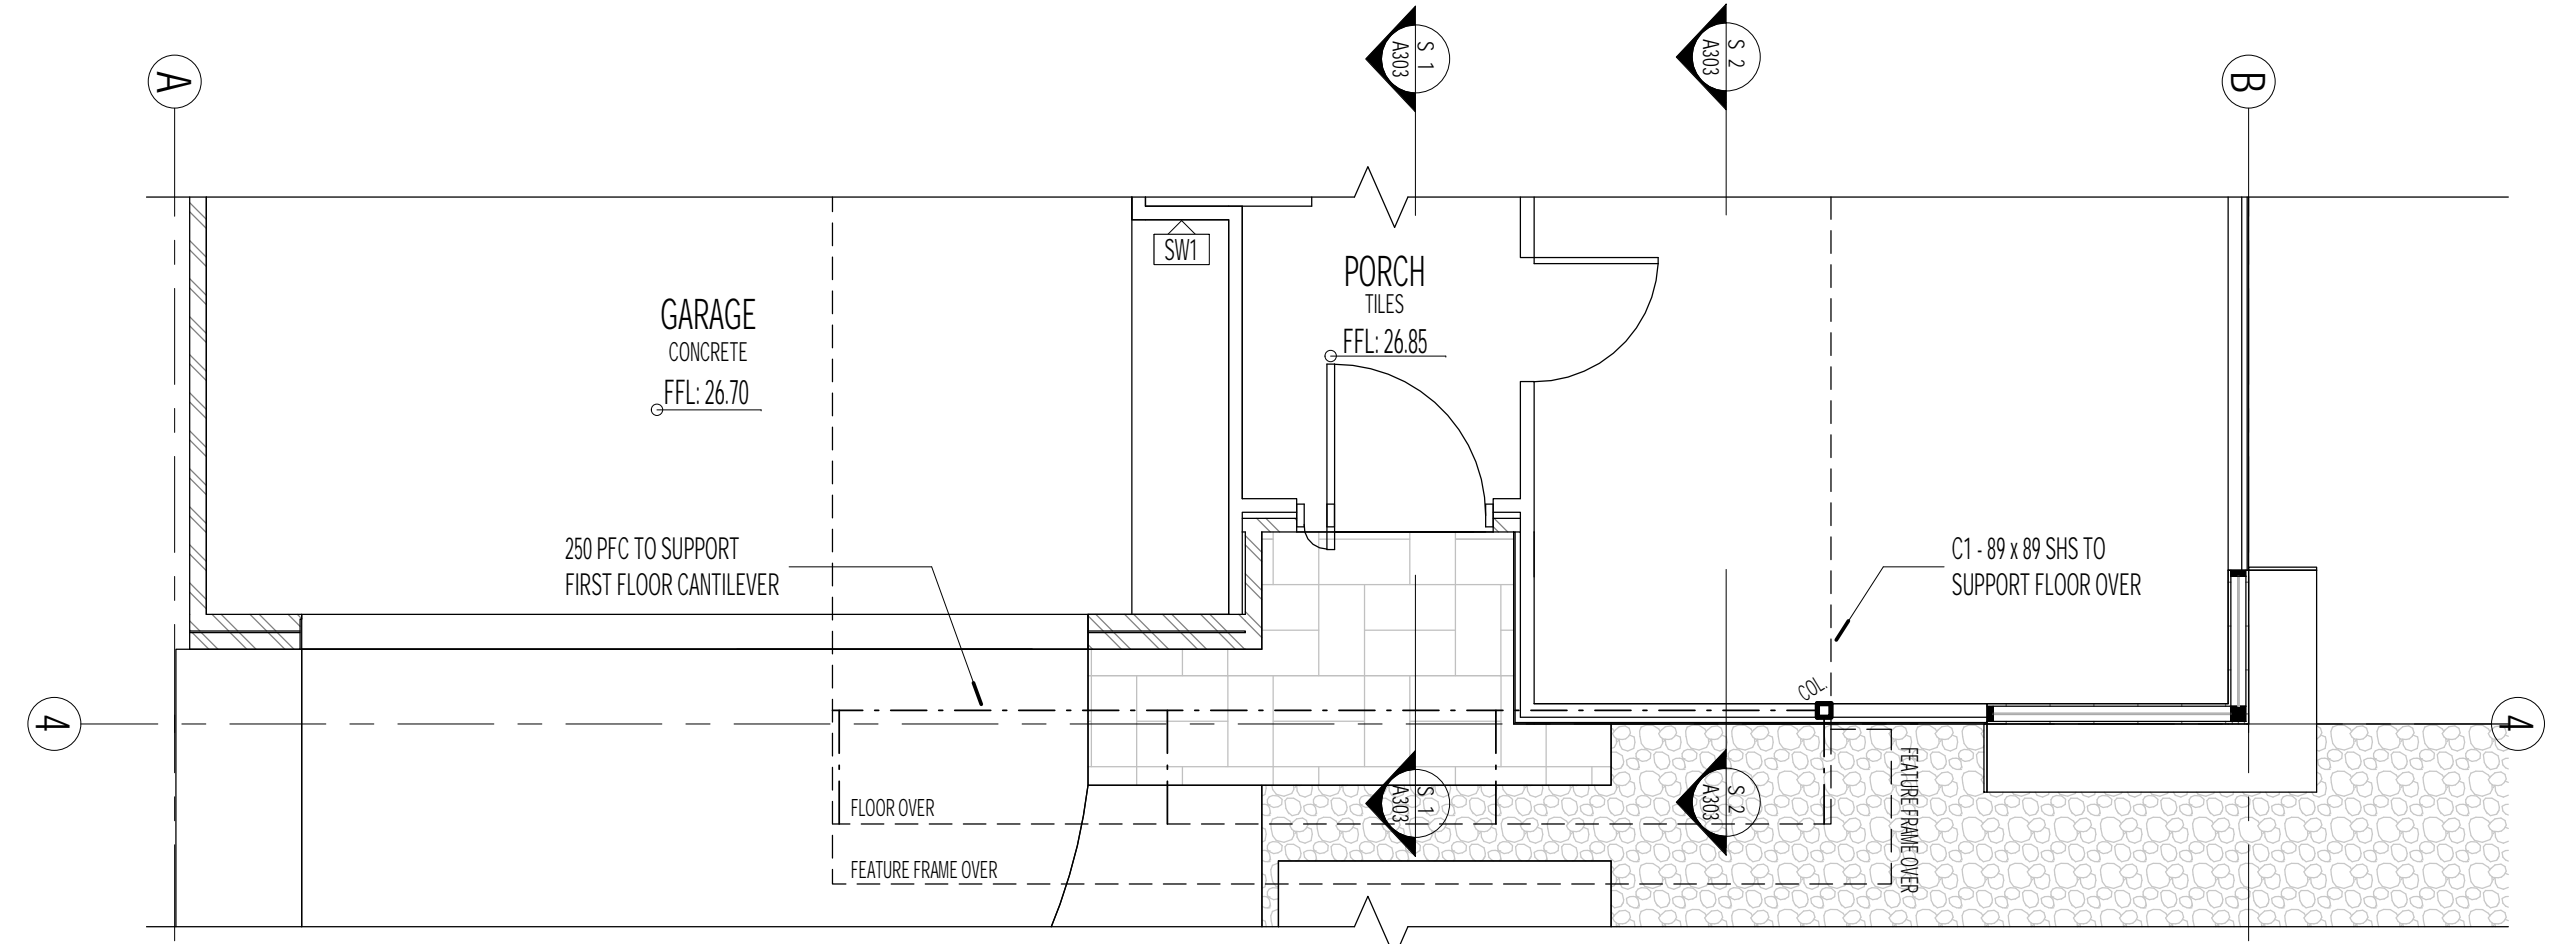 A
S 1
A303
S 2
A303
B
SW1
PORCH
TILES
FFL: 26.85
GARAGE
CONCRETE
FFL: 26.70
250 PFC TO SUPPORT
FIRST FLOOR CANTILEVER
C1 - 89 x 89 SHS TO
SUPPORT FLOOR OVER
COL.
4
4
FLOOR OVER
FEATURE FRAME OVER
S 1
A303
S 2
A303
FEATURE FRAME OVER